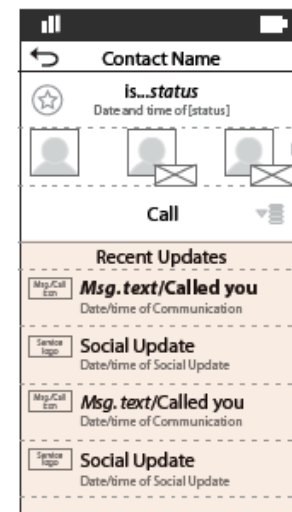 Contact Name
is...status
Date and time of [status]
Call
Recent Updates
Msg./Call
Icon
Msg. text/Called you
Date/time of Communication
Service
logo
Social Update
Date/time of Social Update
Msg./Call
Icon
Msg. text/Called you
Date/time of Communication
Service
logo
Social Update
Date/time of Social Update